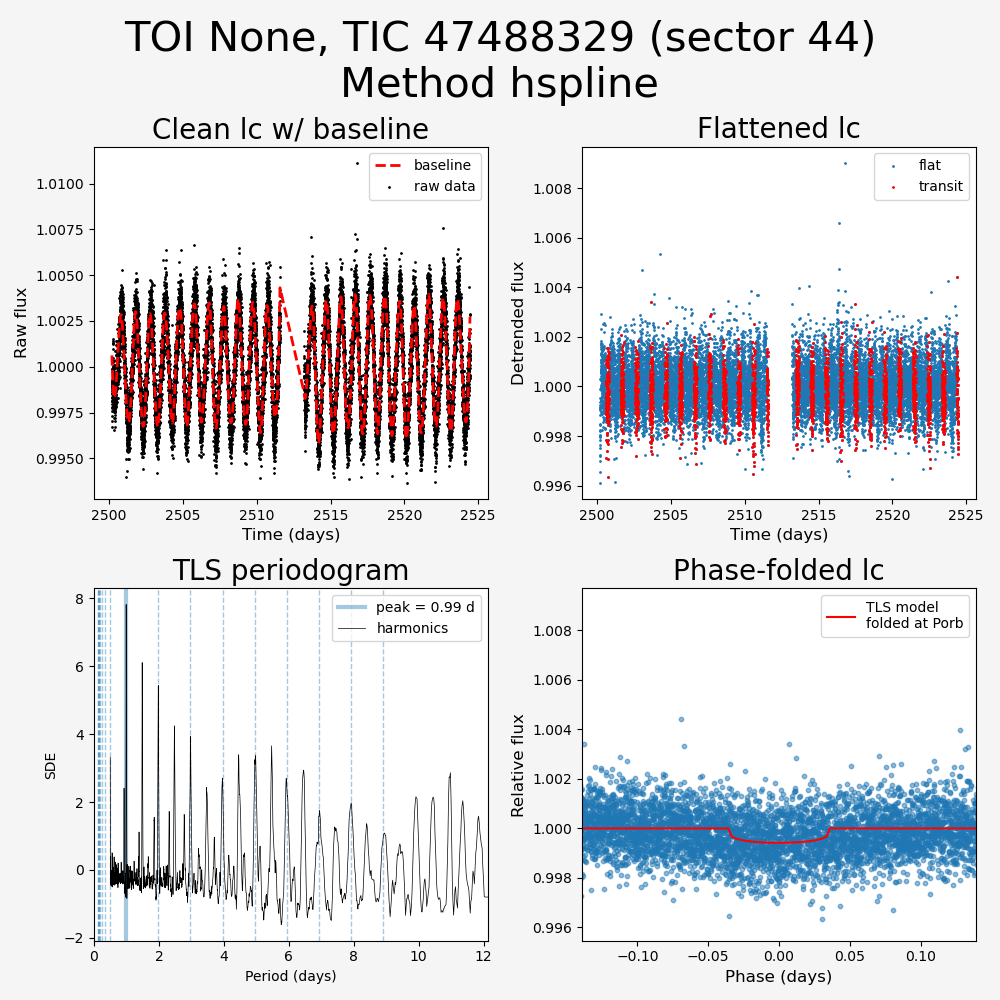 TOI None, TIC 47488329 (sector 44)
Method hspline
Clean lc w/ baseline
Flattened lc
baseline
raw data
flat
transit
Raw flux
1.0100
1.0075
1.0050
1.0025
1.0000
0.9975
0.9950
2500
2505
2510
2515
2520
2525
Time (days)
Detrended flux
1.008
1.006
1.004
1.002
1.000
0.998
0.996
2500
2505
2510
2515
2520
2525
Time (days)
TLS periodogram
Phase-folded lc
peak = 0.99 d
harmonics
TLS model
folded at Porb
SDE
8
6
4
2
0
−2
0
2
4
6
8
10
12
Period (days)
Relative flux
1.008
1.006
1.004
1.002
1.000
0.998
0.996
−0.10
−0.05
0.00
0.05
0.10
Phase (days)